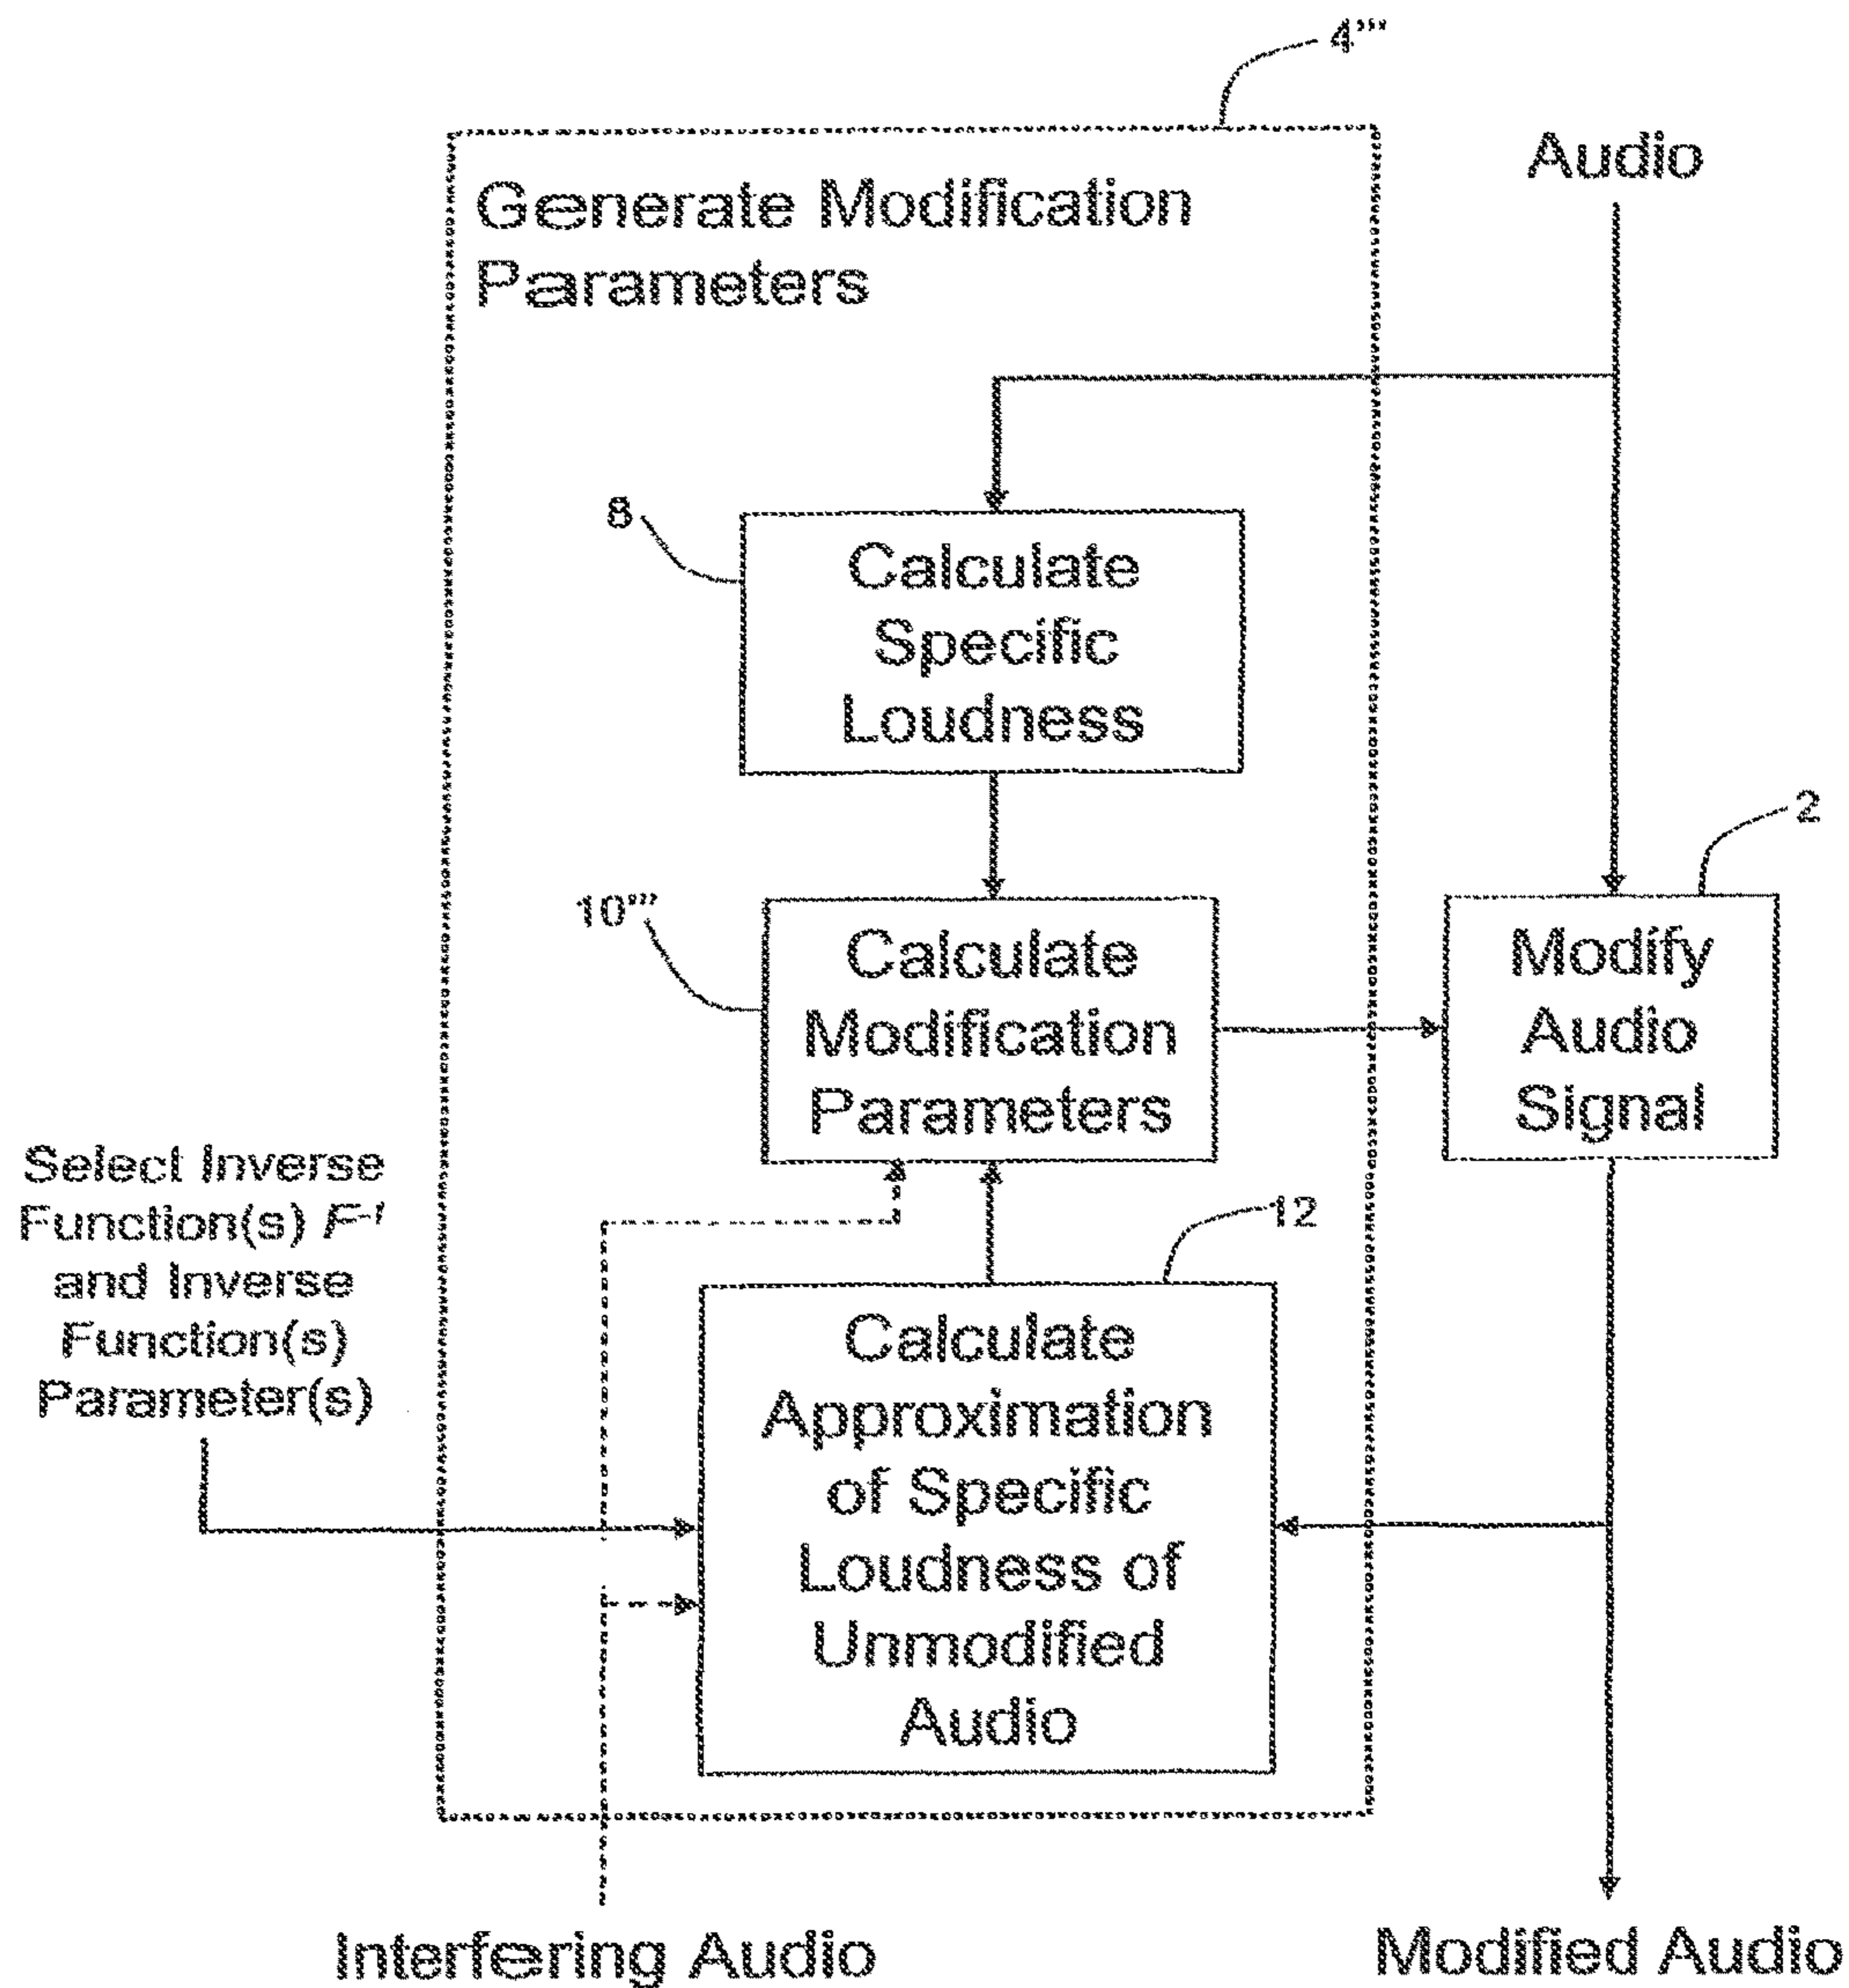 4'''
Audio
Generate Modification
Parameters
8
Calculate
Specific
Loudness
2
10'''
Calculate
Modification
Parameters
Modify
Audio
Signal
Select Inverse
Function(s) F⁻¹
and Inverse
Function(s)
Parameter(s)
12
Calculate
Approximation
of Specific
Loudness of
Unmodified
Audio
Interfering Audio
Modified Audio